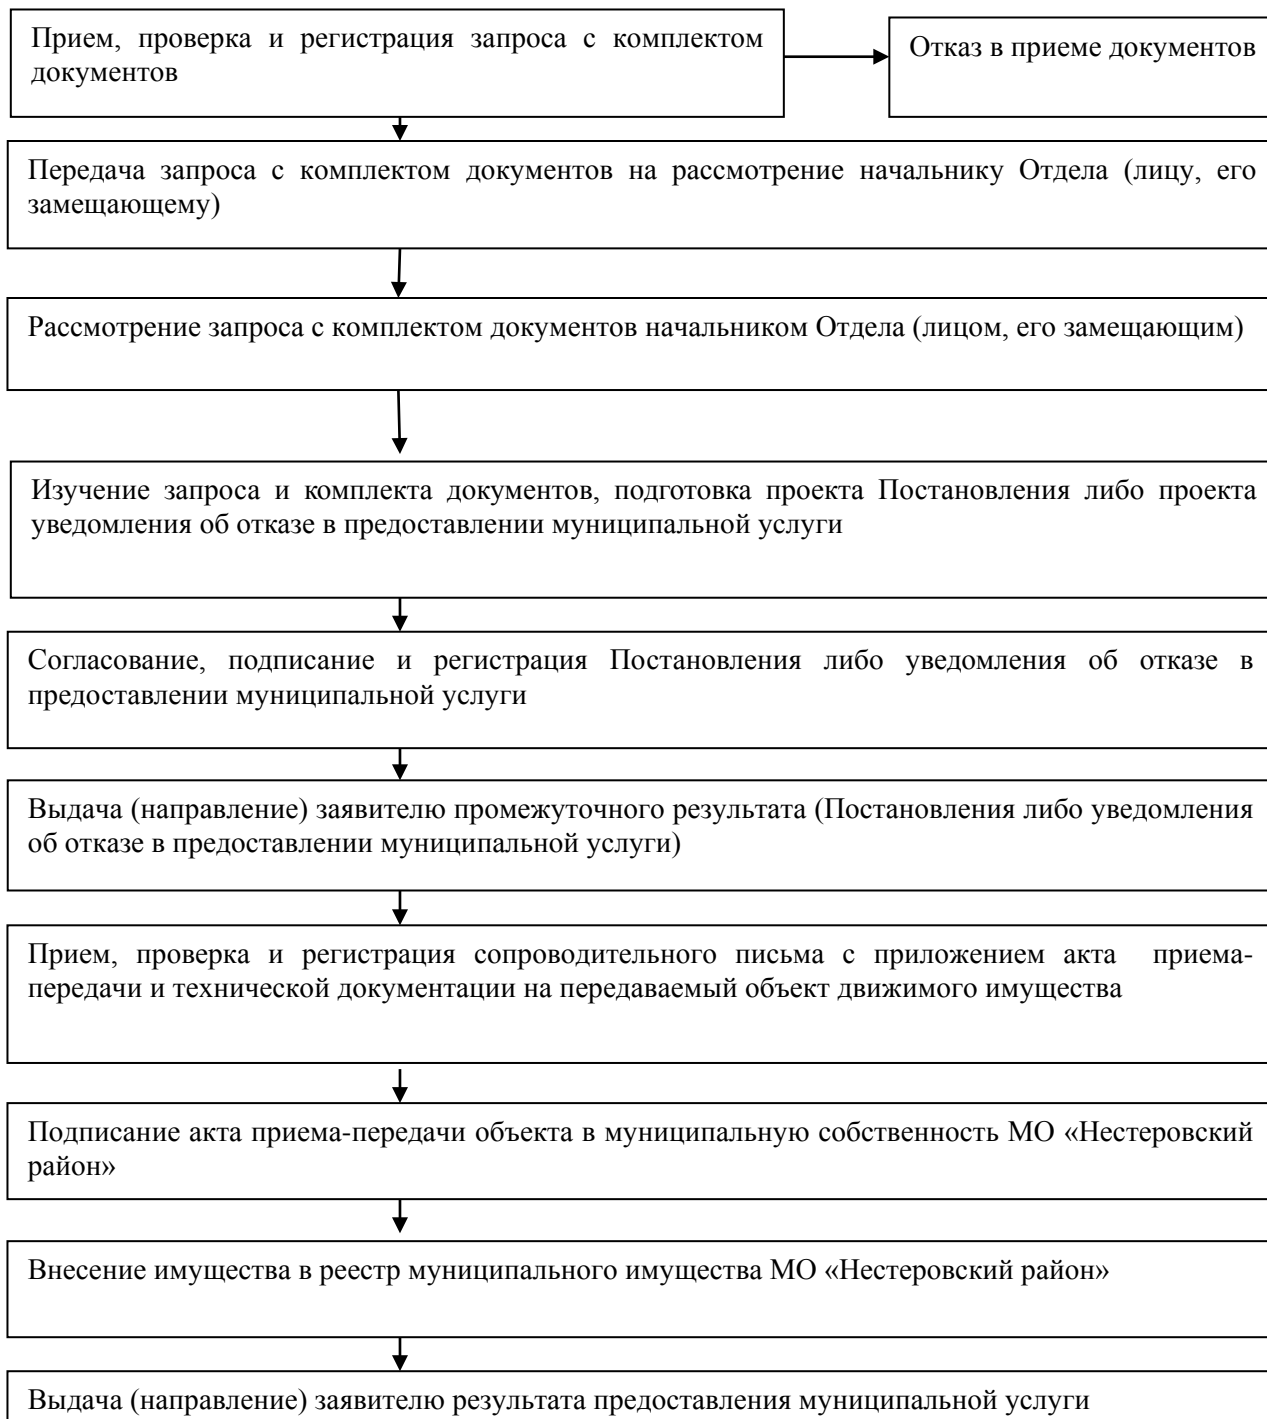 Прием, проверка и регистрация запроса с комплектом
документов
Отказ в приеме документов
Передача запроса с комплектом документов на рассмотрение начальнику Отдела (лицу, его
замещающему)
Рассмотрение запроса с комплектом документов начальником Отдела (лицом, его замещающим)
Изучение запроса и комплекта документов, подготовка проекта Постановления либо проекта
уведомления об отказе в предоставлении муниципальной услуги
Согласование, подписание и регистрация Постановления либо уведомления об отказе в
предоставлении муниципальной услуги
Выдача (направление) заявителю промежуточного результата (Постановления либо уведомления
об отказе в предоставлении муниципальной услуги)
Прием, проверка и регистрация сопроводительного письма с приложением акта приема-
передачи и технической документации на передаваемый объект движимого имущества
Подписание акта приема-передачи объекта в муниципальную собственность МО «Нестеровский
район»
Внесение имущества в реестр муниципального имущества МО «Нестеровский район»
Выдача (направление) заявителю результата предоставления муниципальной услуги